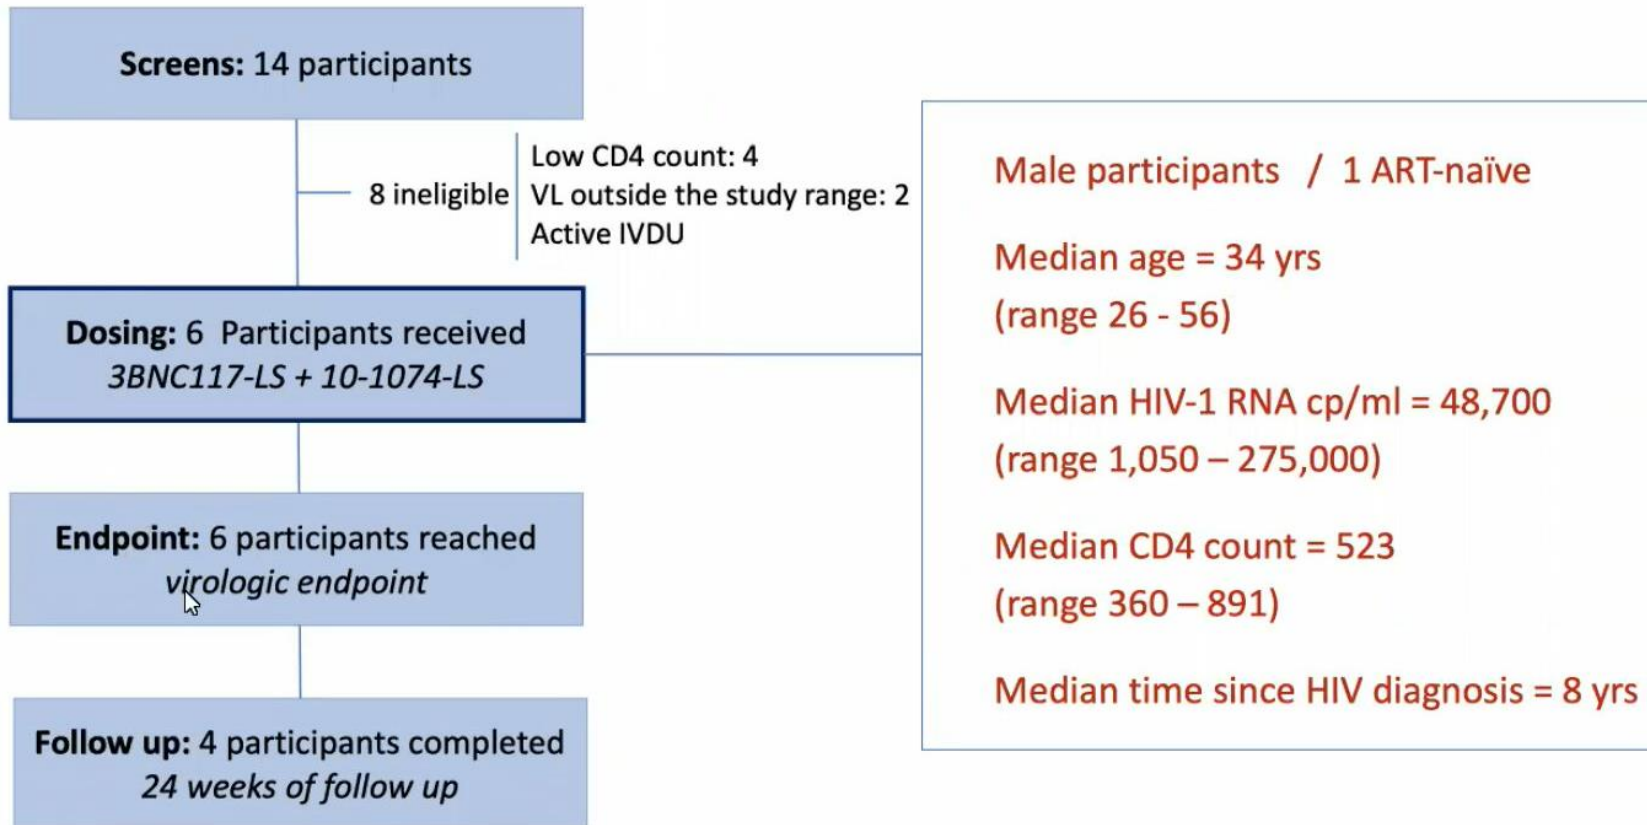 Screens: 14 participants
8 ineligible
Low CD4 count: 4
VL outside the study range: 2
Active IVDU
Dosing: 6 Participants received
3BNC117-LS + 10-1074-LS
Endpoint: 6 participants reached
virologic endpoint
Follow up: 4 participants completed
24 weeks of follow up
Male participants / 1 ART-naïve
Median age = 34 yrs
(range 26 - 56)
Median HIV-1 RNA cp/ml = 48,700
(range 1,050 – 275,000)
Median CD4 count = 523
(range 360 – 891)
Median time since HIV diagnosis = 8 yrs